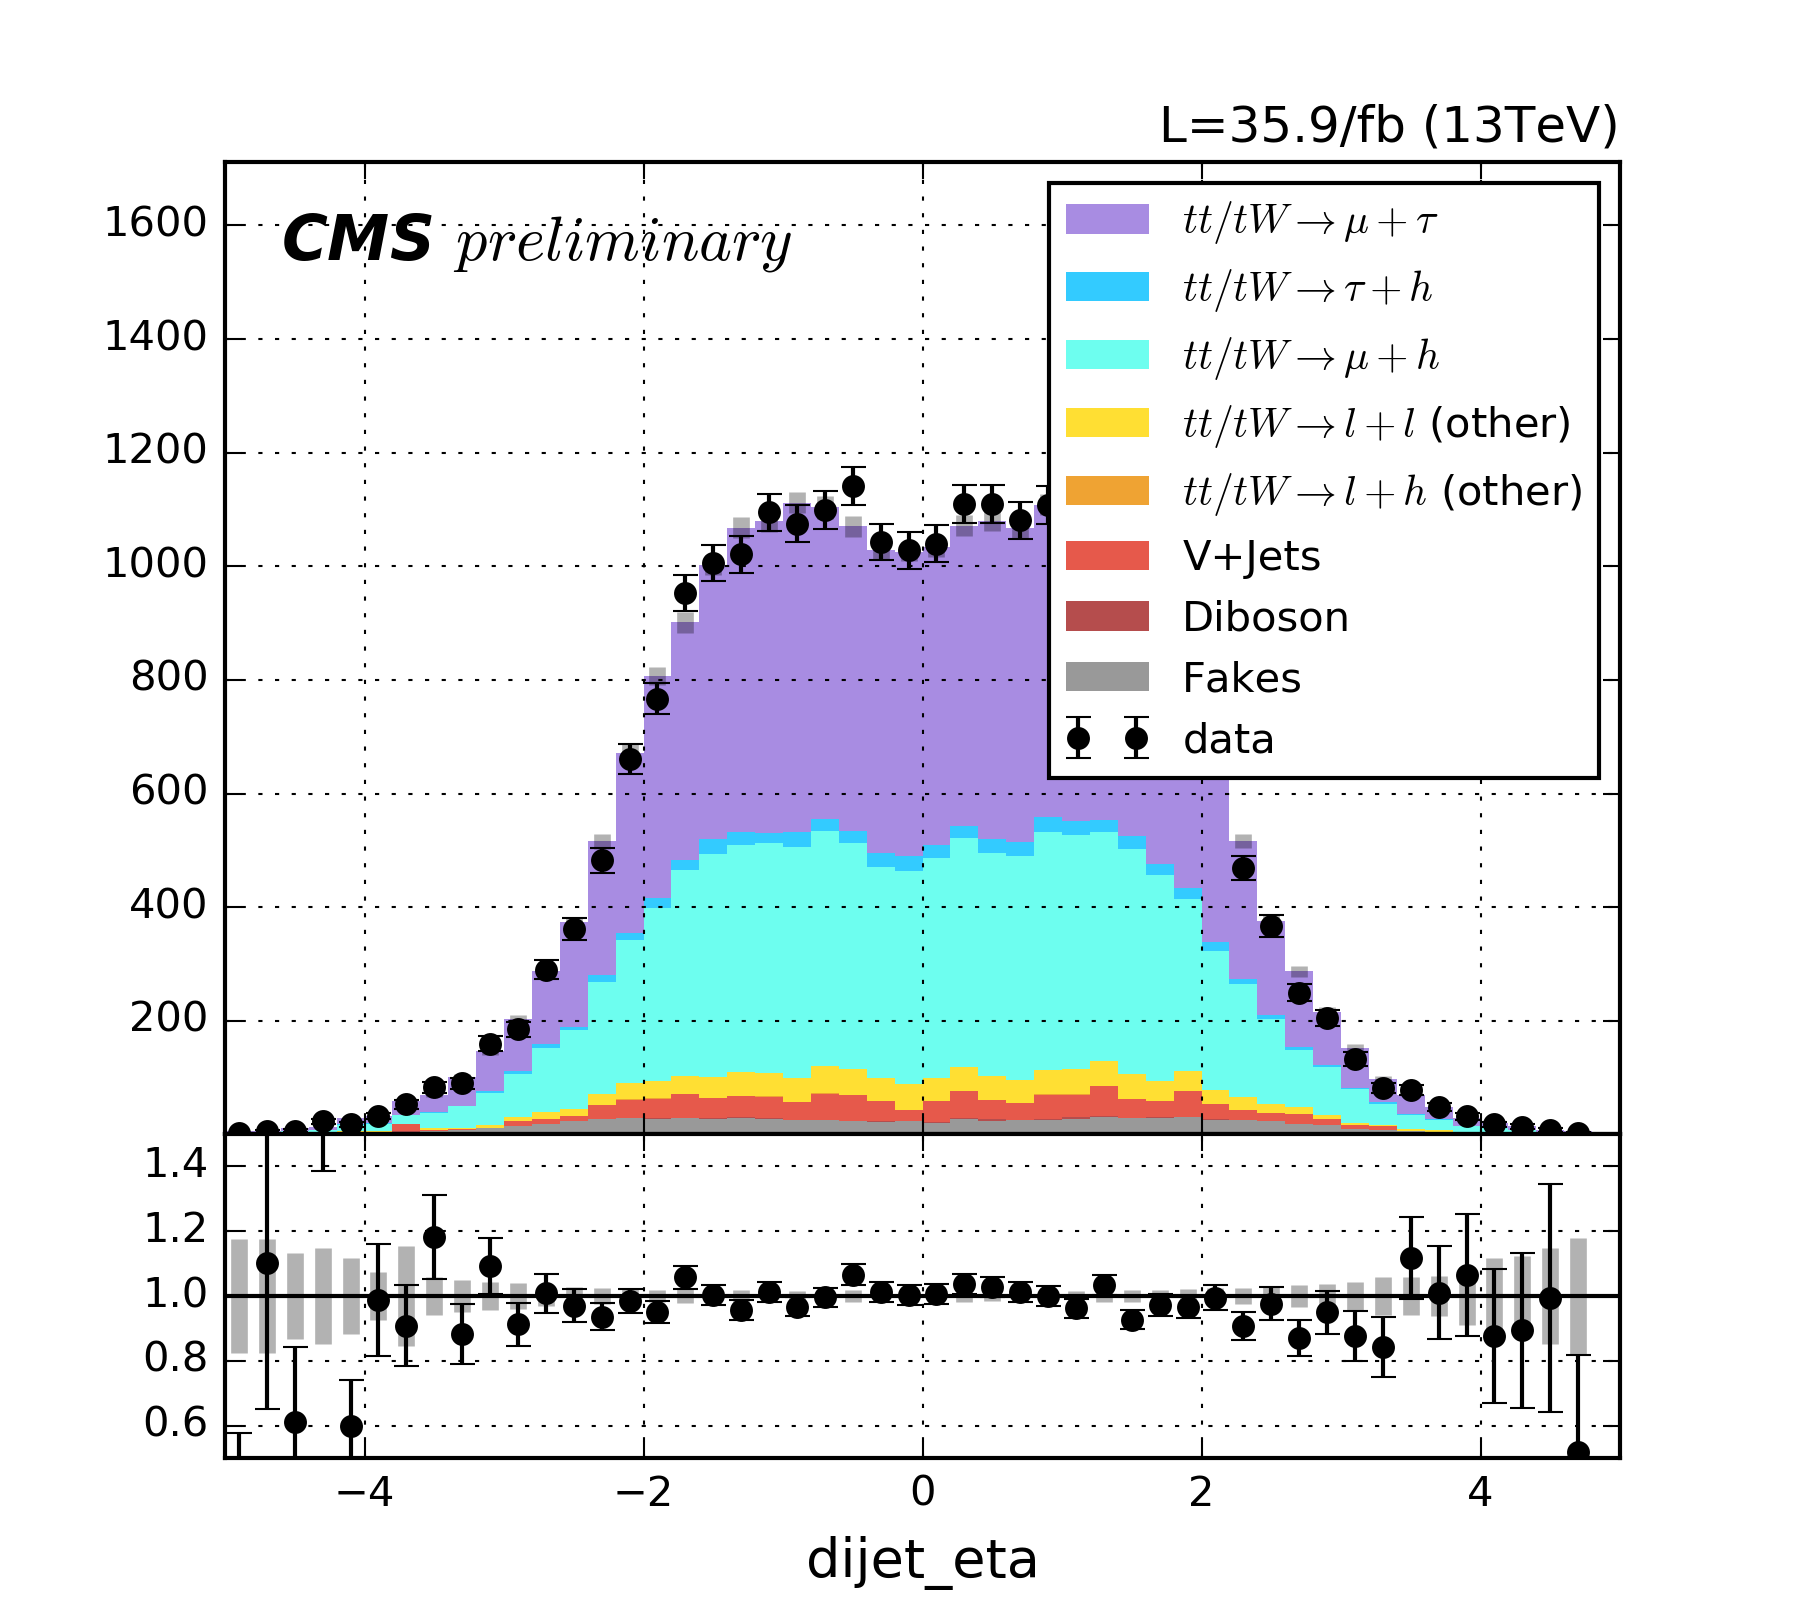 L=35.9/fb (13TeV)
CMS preliminary
1600
1400
1200
1000
800
600
400
200
tt/tW→μ+τ
tt/tW→τ+h
tt/tW→μ+h
tt/tW→l+l (other)
tt/tW→l+h (other)
V+Jets
Diboson
Fakes
data
1.4
1.2
1.0
0.8
0.6
−4 −2 0 2 4
dijet_eta